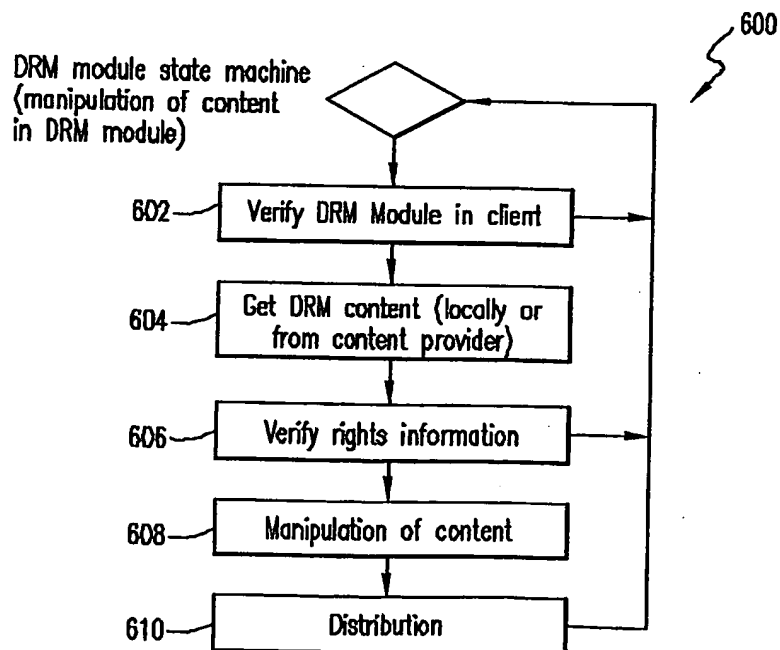 600
DRM module state machine
(manipulation of content
in DRM module)
602
Verify DRM Module in client
604
Get DRM content (locally or
from content provider)
606
Verify rights information
608
Manipulation of content
610
Distribution